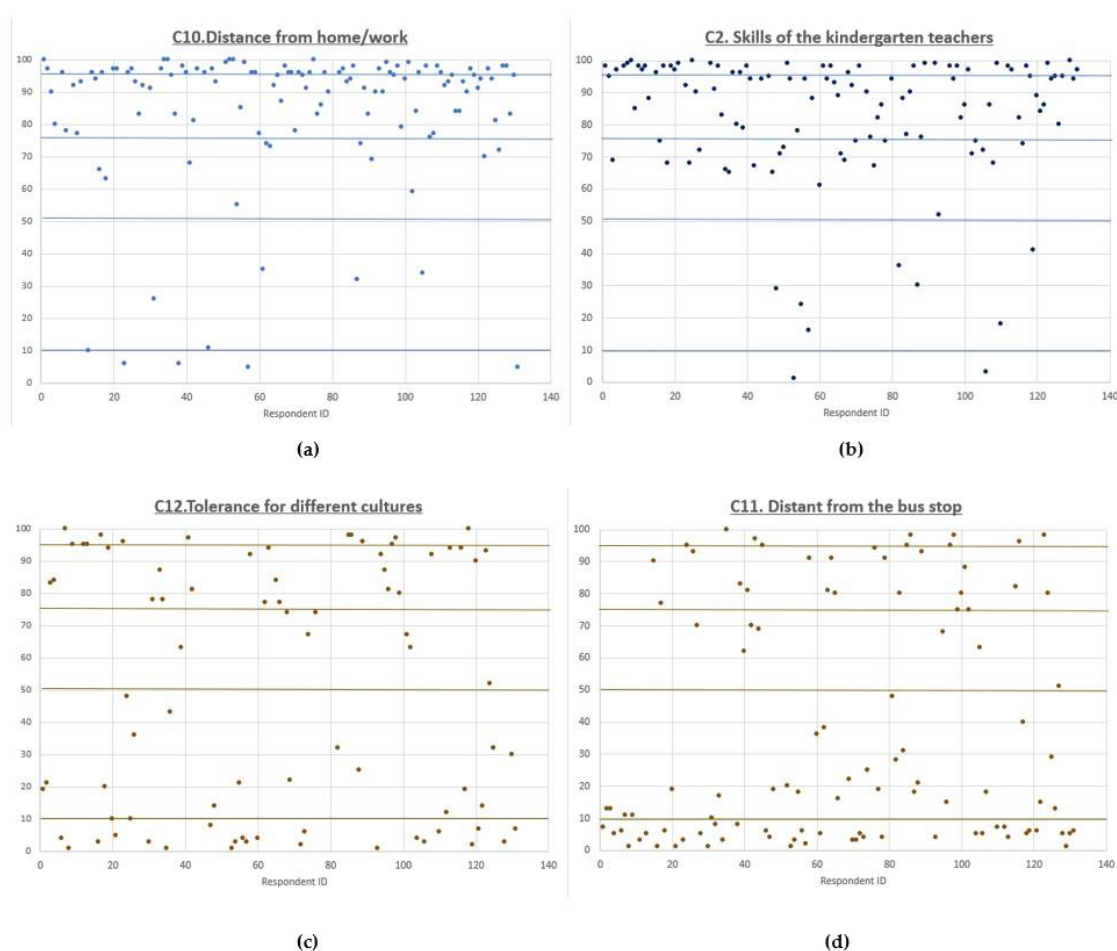 C10.Distance from home/work
100
90
80
70
60
50
40
30
20
10
0
0 20 40 60 80 100 120 140
Respondent ID
(a)
C2. Skills of the kindergarten teachers
100
90
80
70
60
50
40
30
20
10
0
0 20 40 60 80 100 120 140
Respondent ID
(b)
C12.Tolerance for different cultures
100
90
80
70
60
50
40
30
20
10
0
0 20 40 60 80 100 120 140
Respondent ID
(c)
C11. Distant from the bus stop
100
90
80
70
60
50
40
30
20
10
0
0 20 40 60 80 100 120 140
Respondent ID
(d)